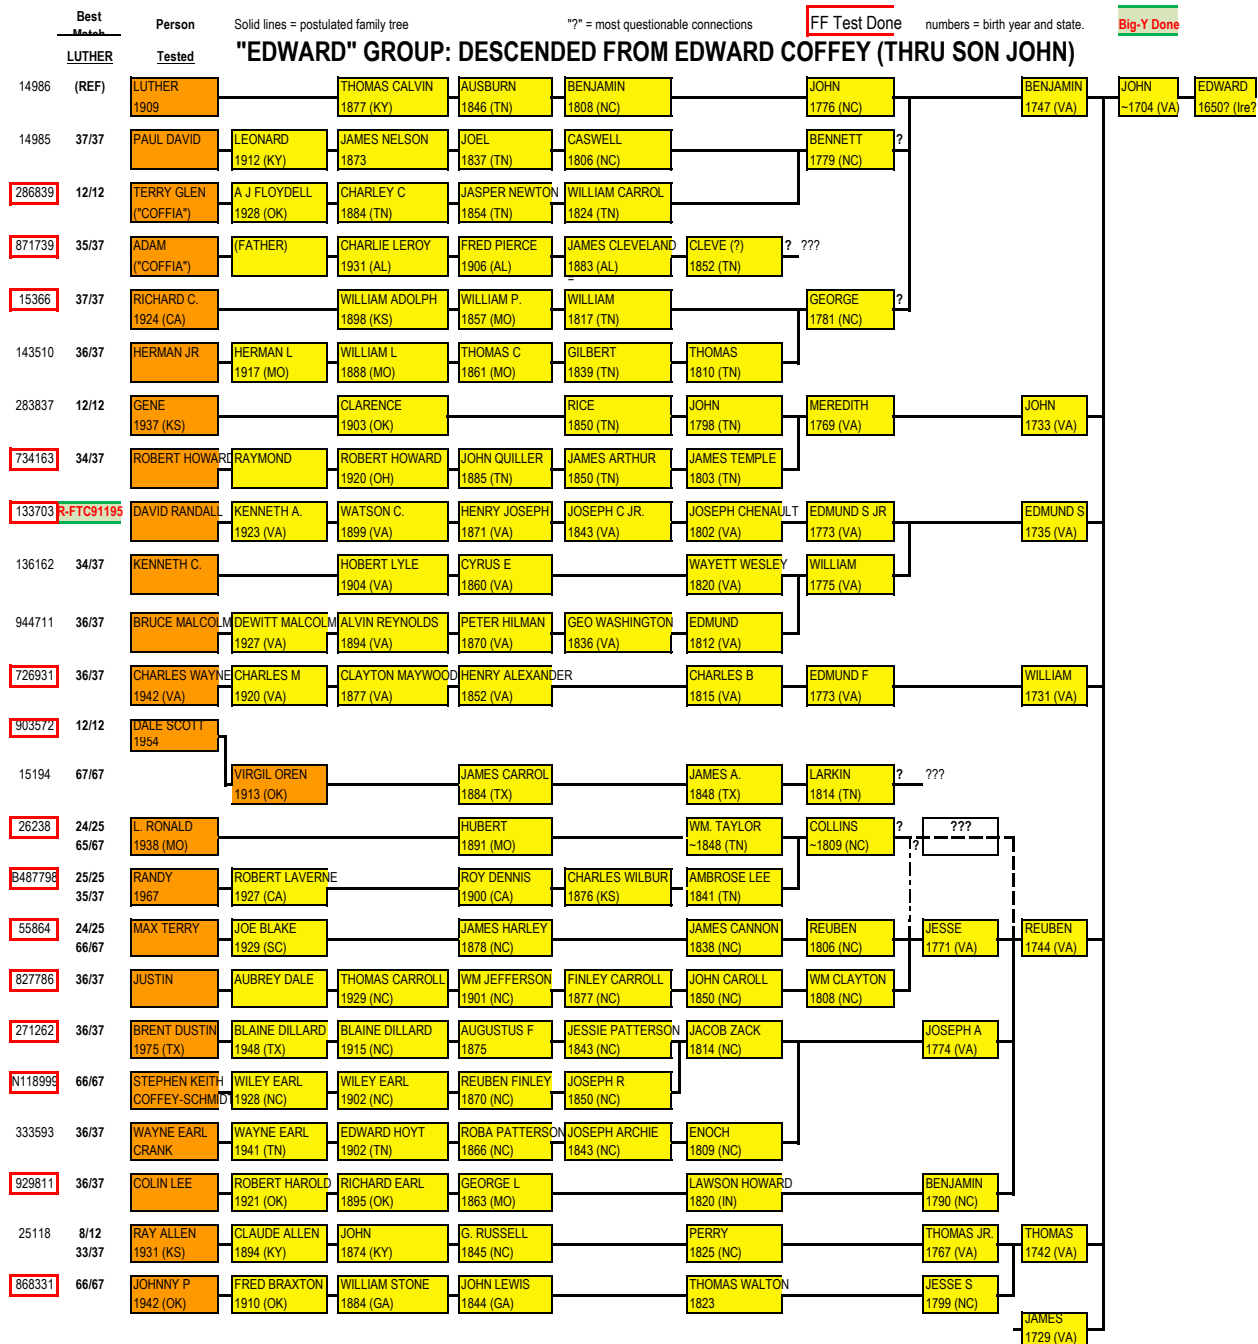 Best Match Person Solid lines = postulated family tree "?" = most questionable connections FF Test Done numbers = birth year and state. Big-Y Done
LUTHER Tested "EDWARD" GROUP: DESCENDED FROM EDWARD COFFEY (THRU SON JOHN)
14986 (REF) LUTHER THOMAS CALVIN AUSBURN BENJAMIN JOHN BENJAMIN JOHN EDWARD
1909 1877 (KY) 1846 (TN) 1808 (NC) 1776 (NC) 1747 (VA) ~1704 (VA) 1650? (Ire?
14985 37/37 PAUL DAVID LEONARD JAMES NELSON JOEL CASWELL BENNETT ?
1912 (KY) 1873 1837 (TN) 1806 (NC) 1779 (NC)
286839 12/12 TERRY GLEN A J FLOYDELL CHARLEY C JASPER NEWTON WILLIAM CARROL
("COFFIA") 1928 (OK) 1884 (TN) 1854 (TN) 1824 (TN)
871739 35/37 ADAM (FATHER) CHARLIE LEROY FRED PIERCE JAMES CLEVELAND CLEVE (?) ? ???
("COFFIA") 1931 (AL) 1906 (AL) 1883 (AL) 1852 (TN)
15366 37/37 RICHARD C. WILLIAM ADOLPH WILLIAM P. WILLIAM GEORGE ?
1924 (CA) 1898 (KS) 1857 (MO) 1817 (TN) 1781 (NC)
143510 36/37 HERMAN JR HERMAN L WILLIAM L THOMAS C GILBERT THOMAS
1917 (MO) 1888 (MO) 1861 (MO) 1839 (TN) 1810 (TN)
283837 12/12 GENE CLARENCE RICE JOHN MEREDITH JOHN
1937 (KS) 1903 (OK) 1850 (TN) 1798 (TN) 1769 (VA) 1733 (VA)
734163 34/37 ROBERT HOWARD RAYMOND ROBERT HOWARD JOHN QUILLER JAMES ARTHUR JAMES TEMPLE
1920 (OH) 1885 (TN) 1850 (TN) 1803 (TN)
133703 R-FTC91195 DAVID RANDALL KENNETH A. WATSON C. HENRY JOSEPH JOSEPH C JR. JOSEPH CHENAULT EDMUND S JR EDMUND S
1923 (VA) 1899 (VA) 1871 (VA) 1843 (VA) 1802 (VA) 1773 (VA) 1735 (VA)
136162 34/37 KENNETH C. HOBERT LYLE CYRUS E WAYETT WESLEY WILLIAM
1904 (VA) 1860 (VA) 1820 (VA) 1775 (VA)
944711 36/37 BRUCE MALCOLM DEWITT MALCOLM ALVIN REYNOLDS PETER HILMAN GEO WASHINGTON EDMUND
1927 (VA) 1894 (VA) 1870 (VA) 1836 (VA) 1812 (VA)
726931 36/37 CHARLES WAYNE CHARLES M CLAYTON MAYWOOD HENRY ALEXANDER CHARLES B EDMUND F WILLIAM
1942 (VA) 1920 (VA) 1877 (VA) 1852 (VA) 1815 (VA) 1773 (VA) 1731 (VA)
903572 12/12 DALE SCOTT
1954
15194 67/67 VIRGIL OREN JAMES CARROL JAMES A. LARKIN ? ???
1913 (OK) 1884 (TX) 1848 (TX) 1814 (TN)
26238 24/25 L. RONALD HUBERT WM. TAYLOR COLLINS ? ???
65/67 1938 (MO) 1891 (MO) ~1848 (TN) ~1809 (NC) ?
B487798 25/25 RANDY ROBERT LAVERNE ROY DENNIS CHARLES WILBUR AMBROSE LEE
35/37 1967 1927 (CA) 1900 (CA) 1876 (KS) 1841 (TN)
55864 24/25 MAX TERRY JOE BLAKE JAMES HARLEY JAMES CANNON REUBEN JESSE REUBEN
66/67 1929 (SC) 1878 (NC) 1838 (NC) 1806 (NC) 1771 (VA) 1744 (VA)
827786 36/37 JUSTIN AUBREY DALE THOMAS CARROLL WM JEFFERSON FINLEY CARROLL JOHN CAROLL WM CLAYTON
1929 (NC) 1901 (NC) 1877 (NC) 1850 (NC) 1808 (NC)
271262 36/37 BRENT DUSTIN BLAINE DILLARD BLAINE DILLARD AUGUSTUS F JESSIE PATTERSON JACOB ZACK JOSEPH A
1975 (TX) 1948 (TX) 1915 (NC) 1875 1843 (NC) 1814 (NC) 1774 (VA)
N118999 66/67 STEPHEN KEITH WILEY EARL WILEY EARL REUBEN FINLEY JOSEPH R
COFFEY-SCHMIDT 1928 (NC) 1902 (NC) 1870 (NC) 1850 (NC)
333593 36/37 WAYNE EARL WAYNE EARL EDWARD HOYT ROBA PATTERSON JOSEPH ARCHIE ENOCH
CRANK 1941 (TN) 1902 (TN) 1866 (NC) 1843 (NC) 1809 (NC)
929811 36/37 COLIN LEE ROBERT HAROLD RICHARD EARL GEORGE L LAWSON HOWARD BENJAMIN
1921 (OK) 1895 (OK) 1863 (MO) 1820 (IN) 1790 (NC)
25118 8/12 RAY ALLEN CLAUDE ALLEN JOHN G. RUSSELL PERRY THOMAS JR. THOMAS
33/37 1931 (KS) 1894 (KY) 1874 (KY) 1845 (NC) 1825 (NC) 1767 (VA) 1742 (VA)
868331 66/67 JOHNNY P FRED BRAXTON WILLIAM STONE JOHN LEWIS THOMAS WALTON JESSE S
1942 (OK) 1910 (OK) 1884 (GA) 1844 (GA) 1823 1799 (NC)
JAMES
1729 (VA)